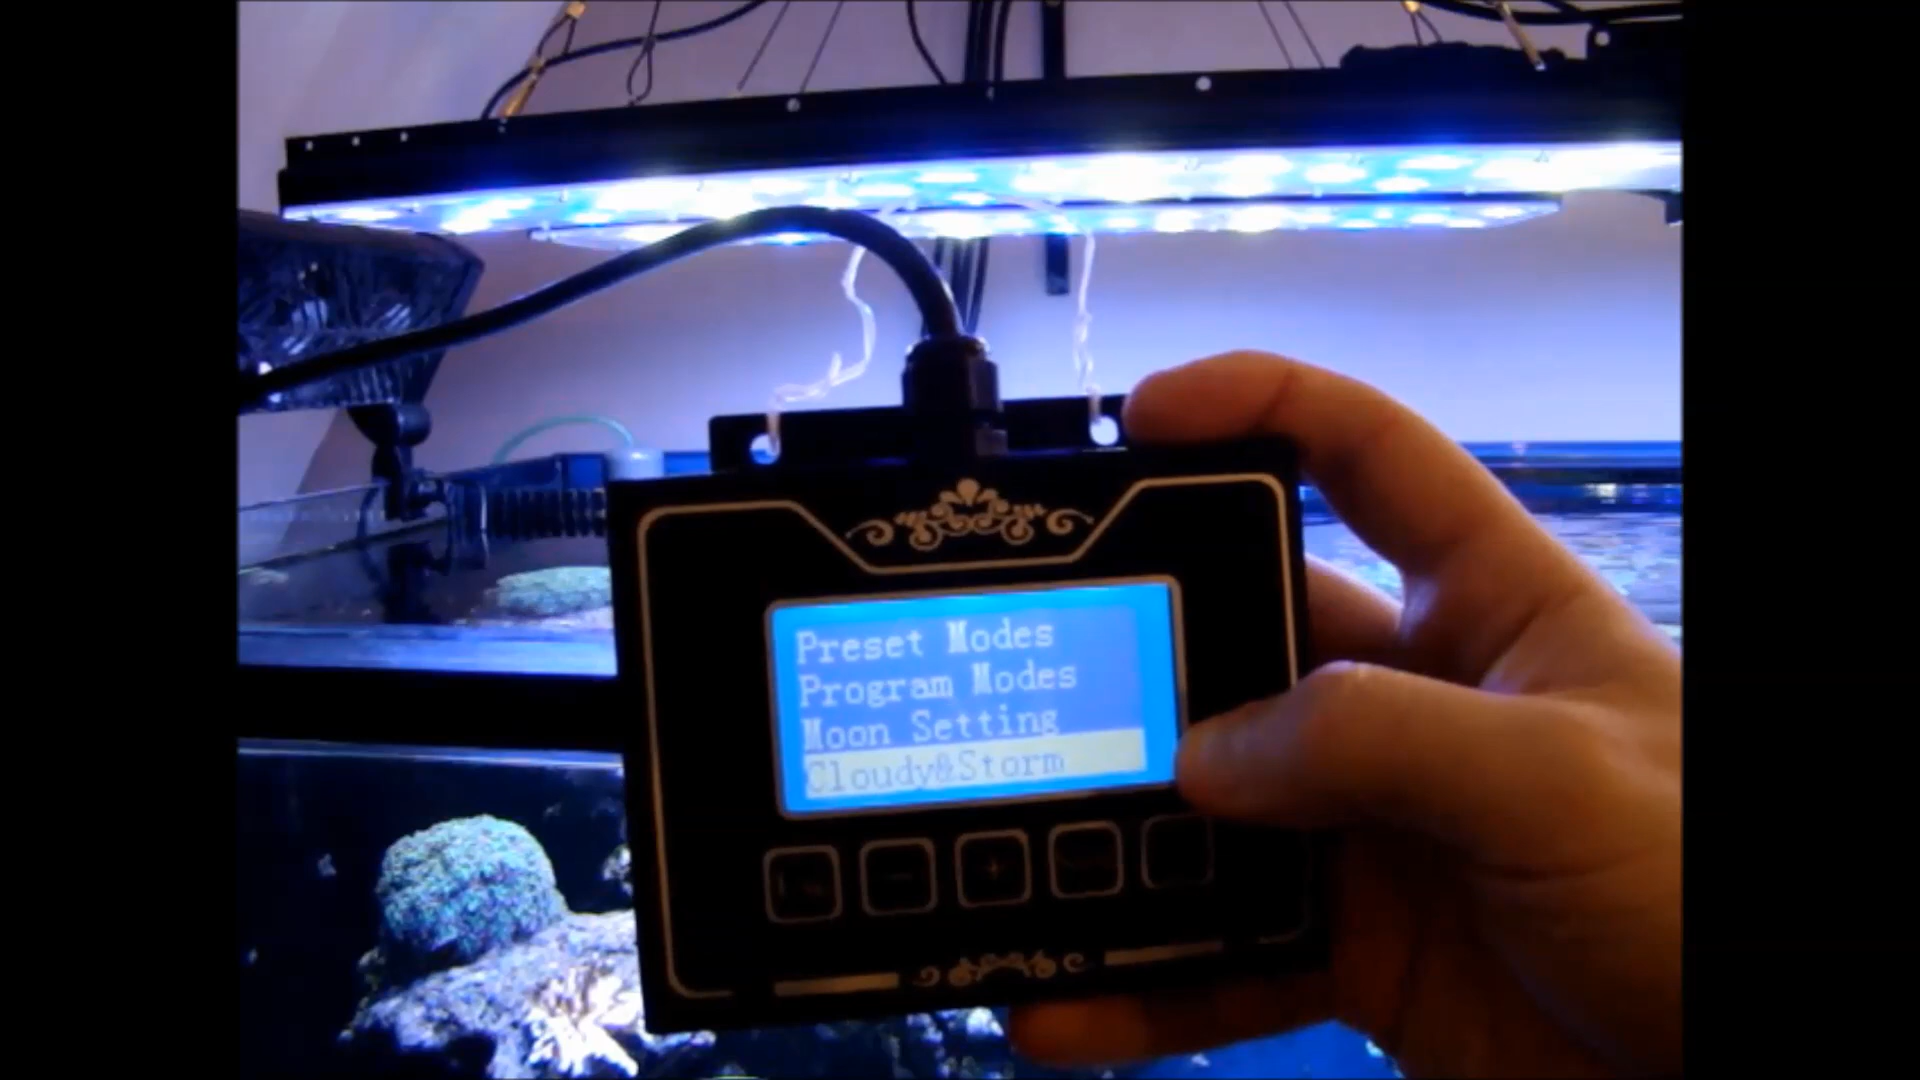 Preset Modes
Program Modes
Moon Setting
Cloudy&Storm